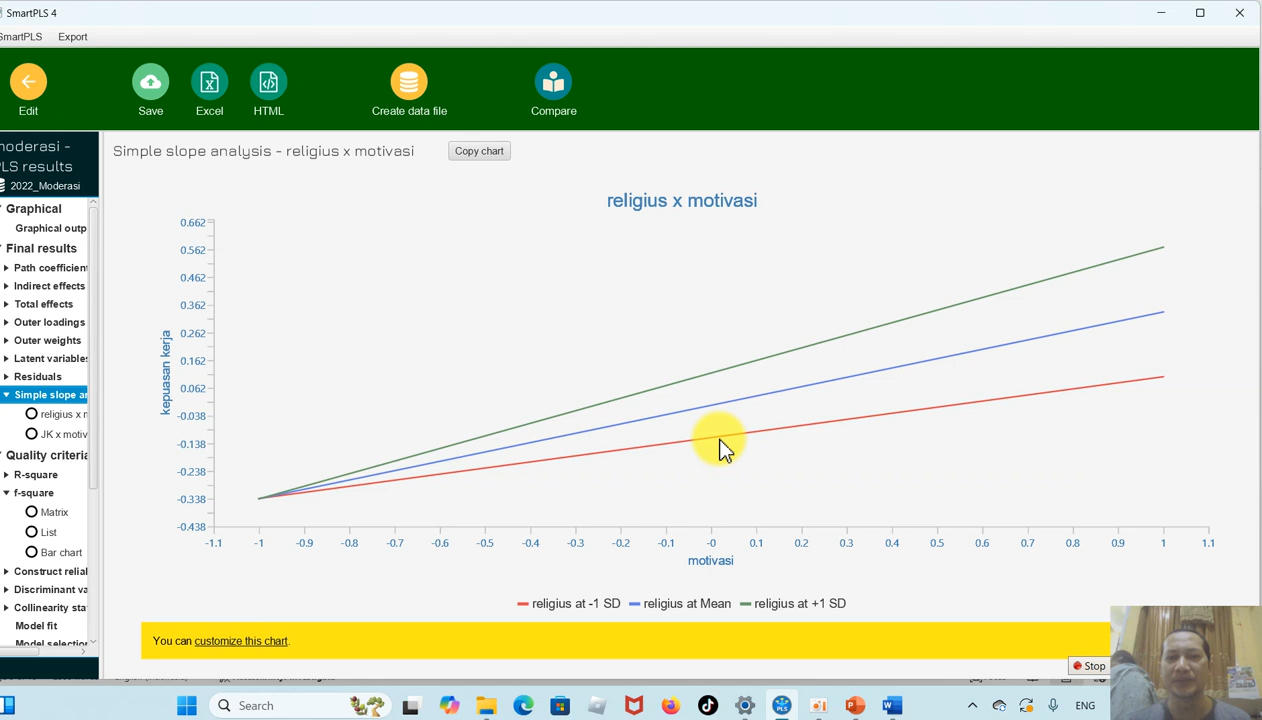 SmartPLS 4
SmartPLS Export
Edit
Save
Excel
HTML
Create data file
Compare
moderasi -
PLS results
2022_Moderasi
Simple slope analysis - religius x motivasi
Copy chart
Graphical
Graphical outp
Final results
Path coefficien
Indirect effects
Total effects
Outer loadings
Outer weights
Latent variables
Residuals
Simple slope an
religius x m
JK x motiv
Quality criteria
R-square
f-square
Matrix
List
Bar chart
Construct relia
Discriminant va
Collinearity sta
Model fit
Model selection
religius x motivasi
0.662
0.562
0.462
0.362
0.262
0.162
0.062
-0.038
-0.138
-0.238
-0.338
-0.438
kepuasan kerja
-1.1 -1 -0.9 -0.8 -0.7 -0.6 -0.5 -0.4 -0.3 -0.2 -0.1 -0 0.1 0.2 0.3 0.4 0.5 0.6 0.7 0.8 0.9 1 1.1
motivasi
religius at -1 SD religius at Mean religius at +1 SD
You can customize this chart.
Stop
Search
PLS
ENG